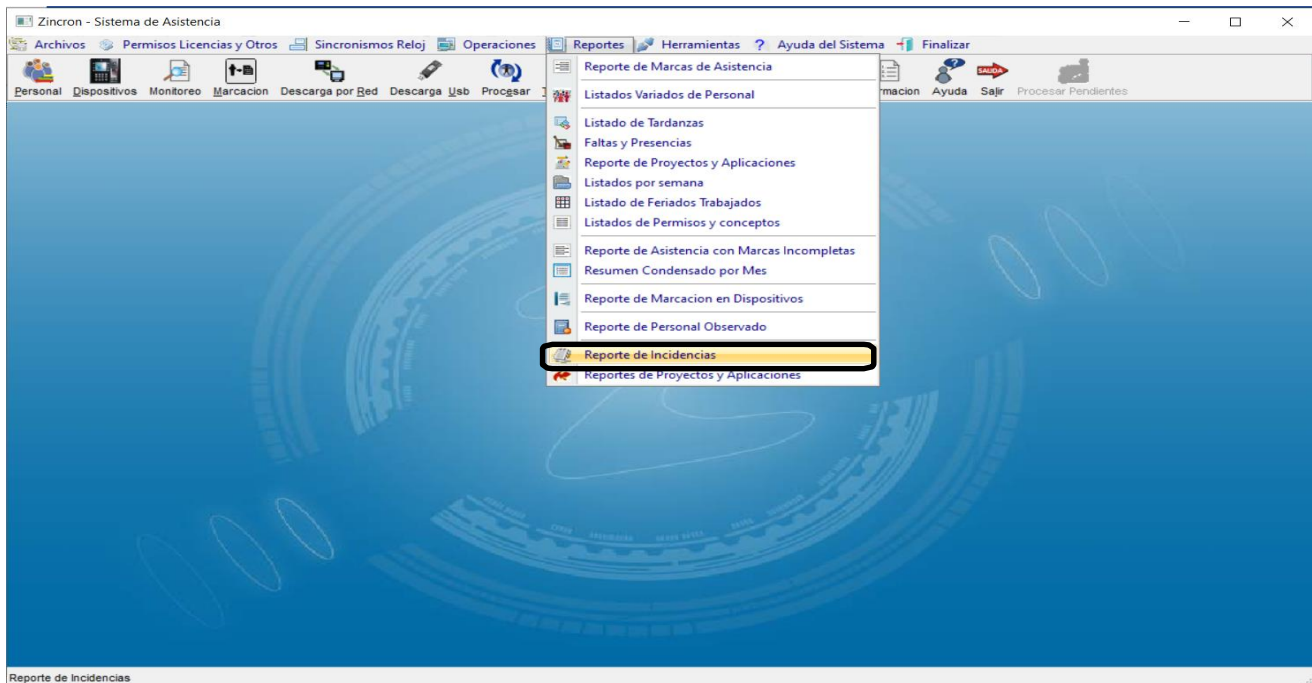 Zincron - Sistema de Asistencia
Archivos Permisos Licencias y Otros Sincronismos Reloj Operaciones Reportes Herramientas ? Ayuda del Sistema Finalizar
Personal Dispositivos Monitoreo Marcacion Descarga por Red Descarga Usb Procesar rmacion Ayuda Salir Procesar Pendientes
SALIDA
Reporte de Marcas de Asistencia
Listados Variados de Personal
Listado de Tardanzas
Faltas y Presencias
Reporte de Proyectos y Aplicaciones
Listados por semana
Listado de Feriados Trabajados
Listados de Permisos y conceptos
Reporte de Asistencia con Marcas Incompletas
Resumen Condensado por Mes
Reporte de Marcacion en Dispositivos
Reporte de Personal Observado
Reporte de Incidencias
Reportes de Proyectos y Aplicaciones
Reporte de Incidencias